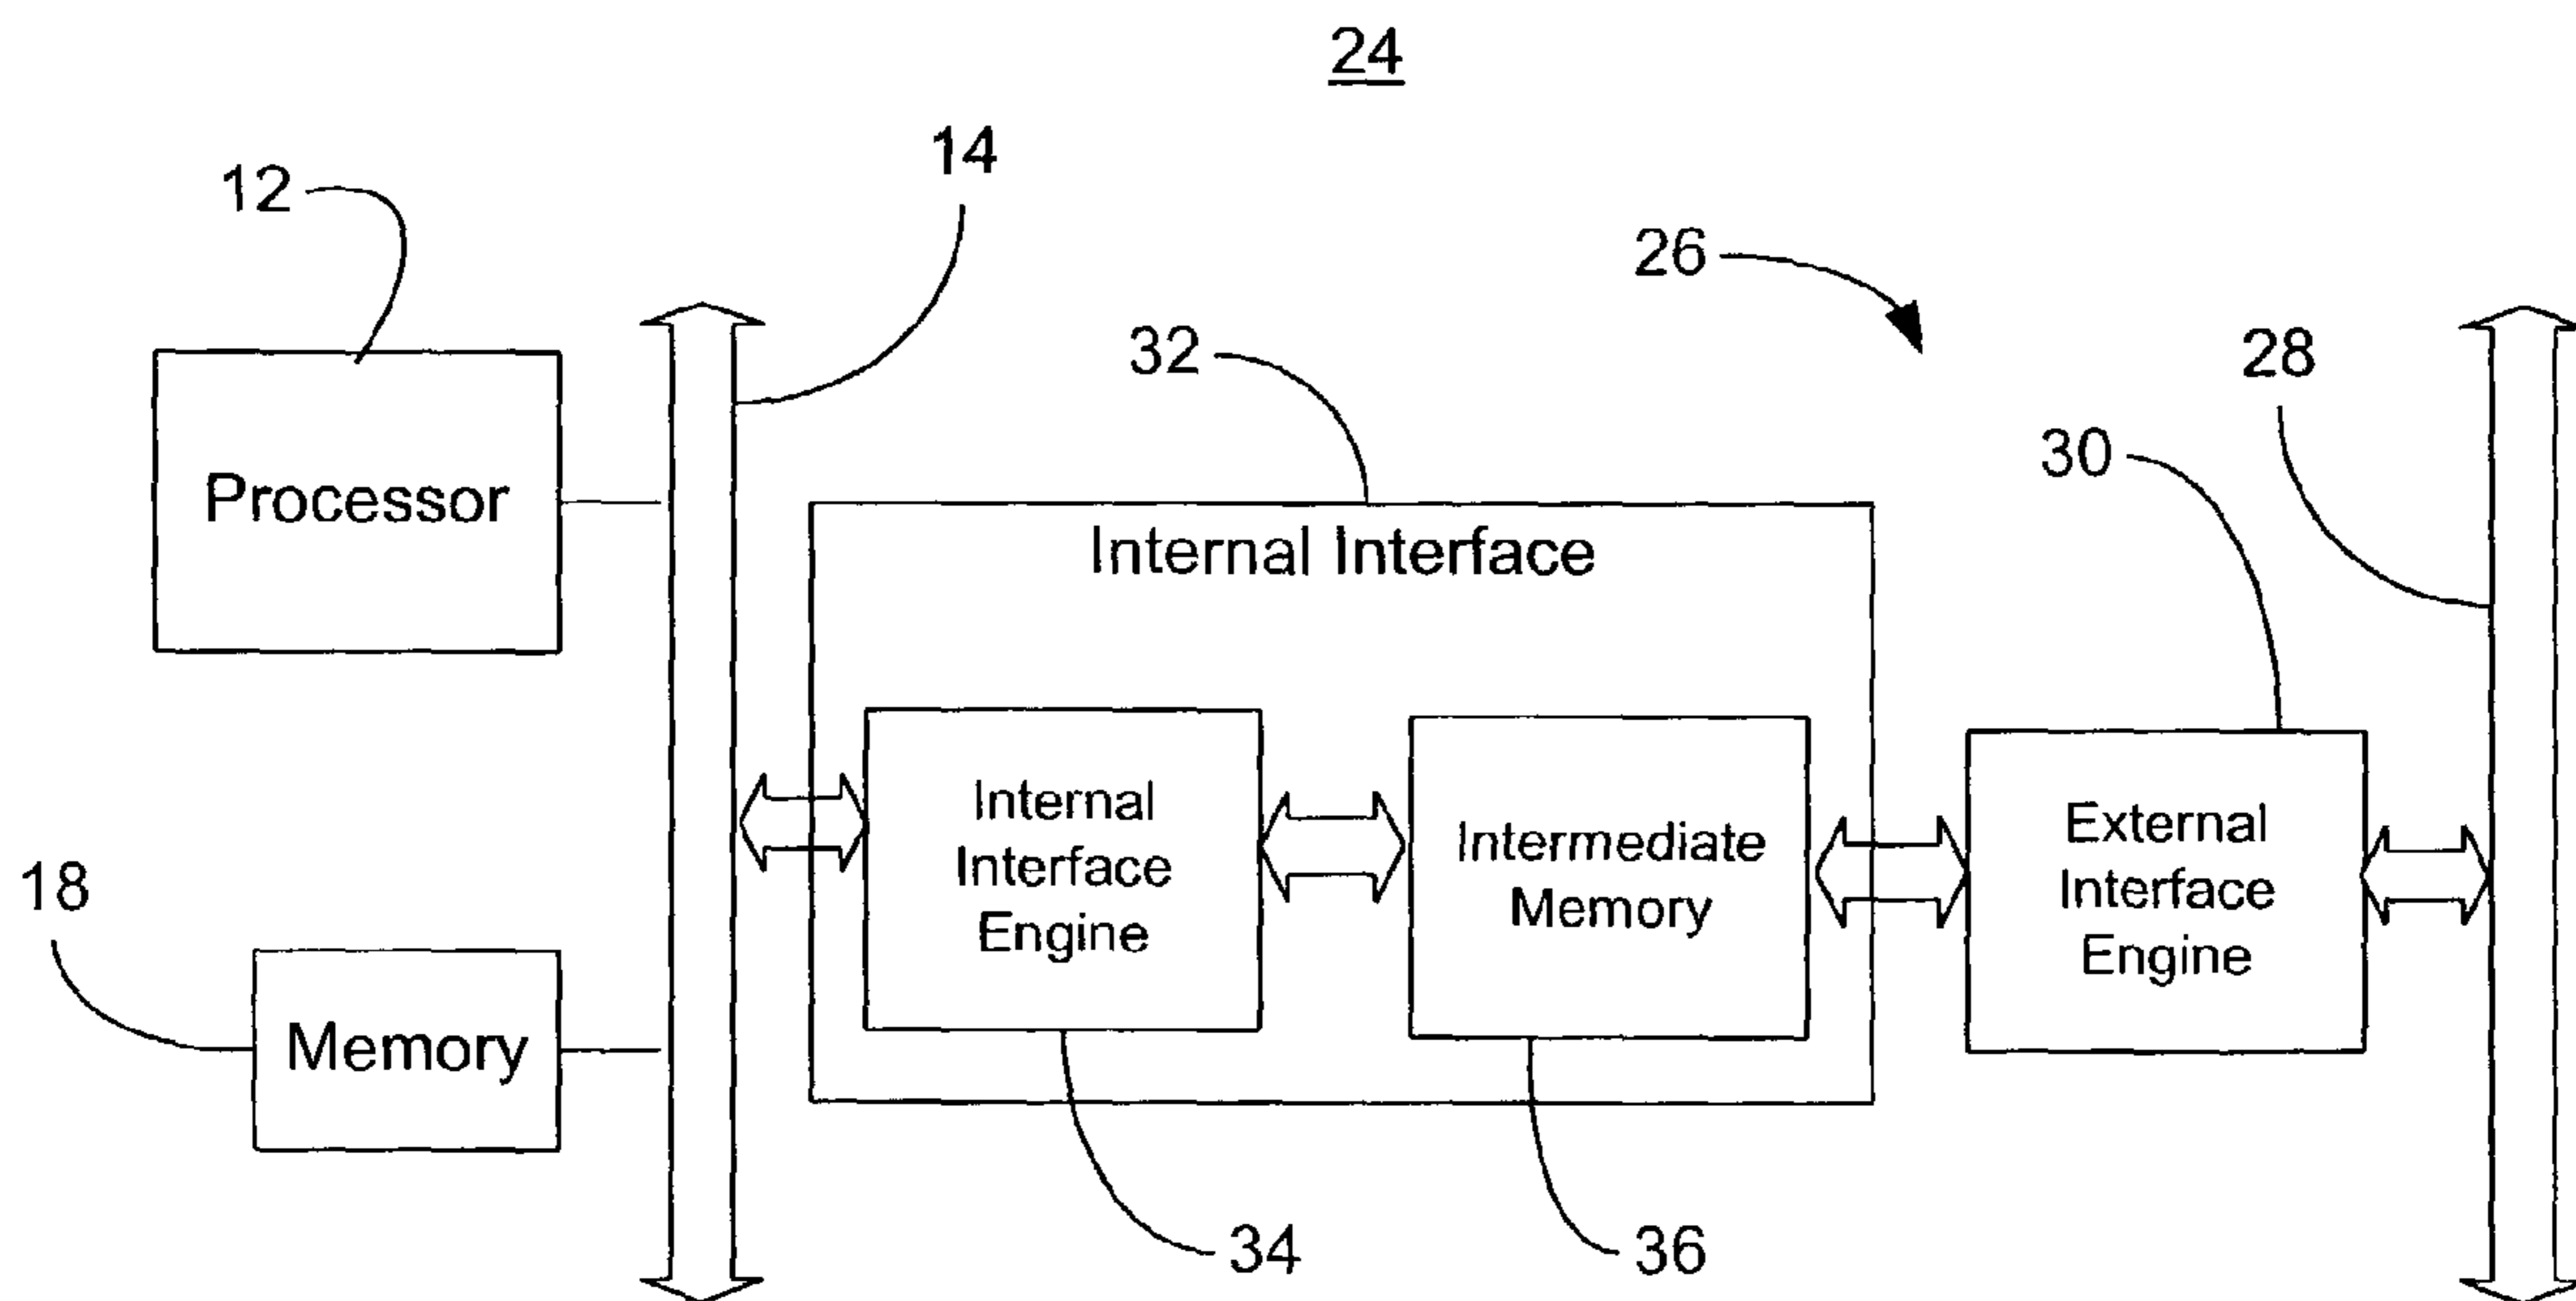 24
14
12
26
32
28
30
Processor
Internal Interface
Internal
Interface
Engine
Intermediate
Memory
External
Interface
Engine
18
Memory
34
36